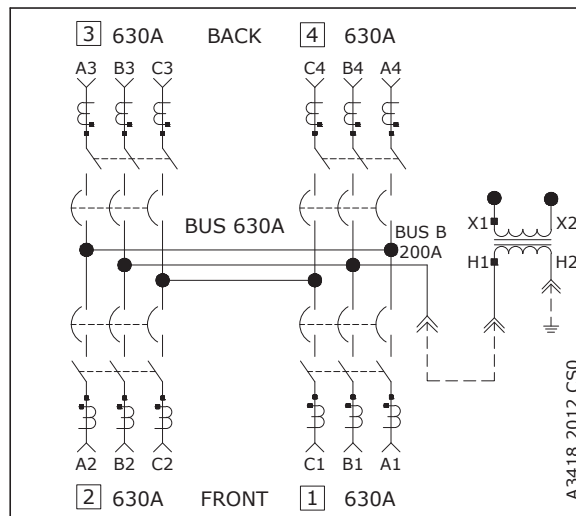 3 630A BACK 4 630A
A3 B3 C3 C4 B4 A4
BUS 630A
BUS B
200A
X1 X2
H1 H2
A2 B2 C2 C1 B1 A1
2 630A FRONT 1 630A
A3418 2012 CS0